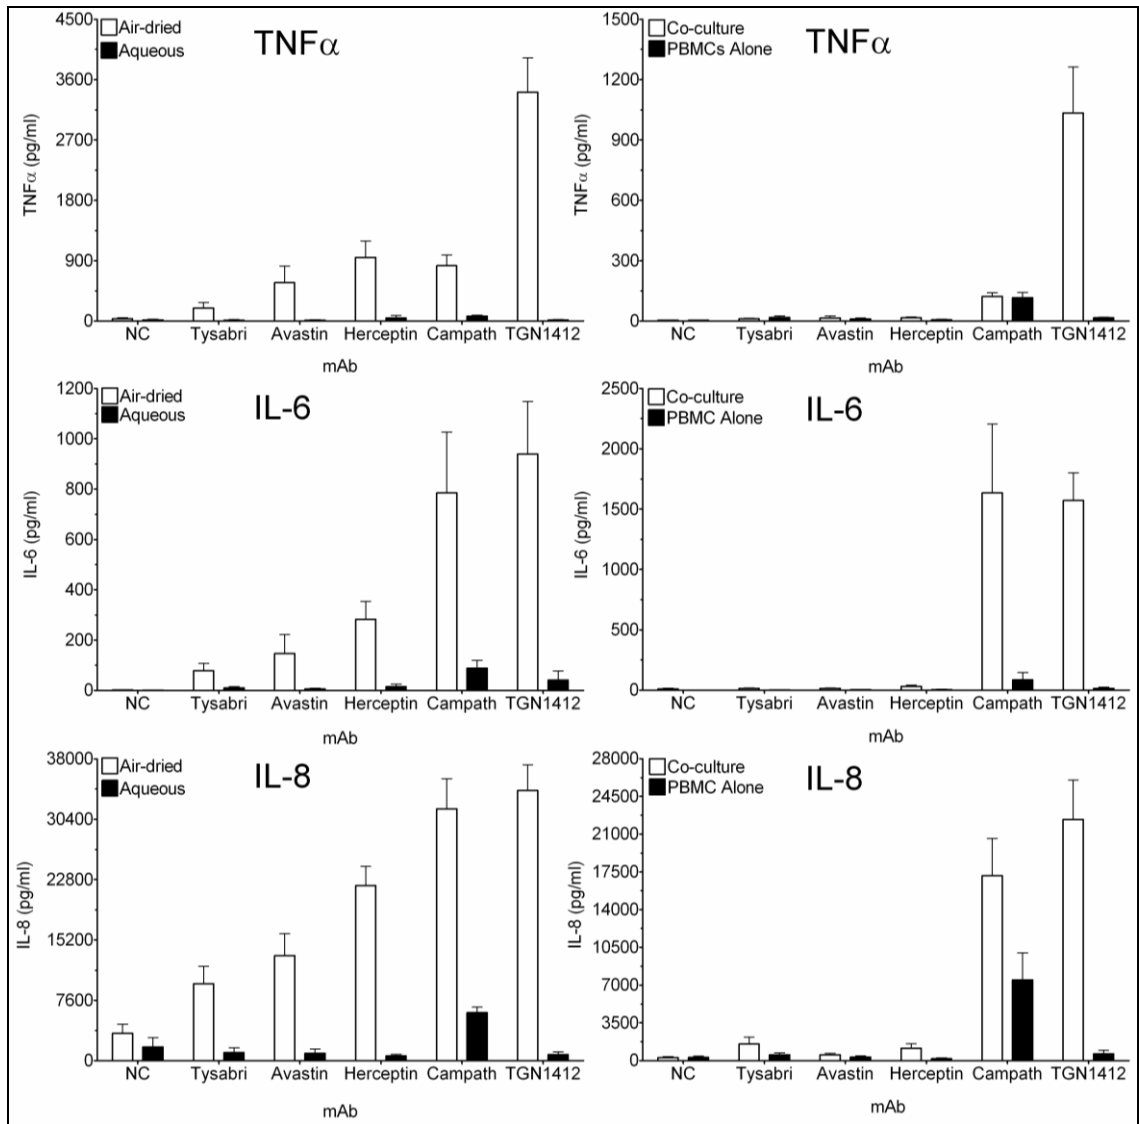 4500
3600
2700
1800
900
0
TNFα (pg/ml)
Air-dried
Aqueous
TNFα
NC Tysabri Avastin Herceptin Campath TGN1412
mAb
1500
1200
900
600
300
0
TNFα (pg/ml)
Co-culture
PBMCs Alone
TNFα
NC Tysabri Avastin Herceptin Campath TGN1412
mAb
1200
1000
800
600
400
200
0
IL-6 (pg/ml)
Air-dried
Aqueous
IL-6
NC Tysabri Avastin Herceptin Campath TGN1412
mAb
2500
2000
1500
1000
500
0
IL-6 (pg/ml)
Co-culture
PBMC Alone
IL-6
NC Tysabri Avastin Herceptin Campath TGN1412
mAb
38000
30400
22800
15200
7600
0
IL-8 (pg/ml)
Air-dried
Aqueous
IL-8
NC Tysabri Avastin Herceptin Campath TGN1412
mAb
28000
24500
21000
17500
14000
10500
7000
3500
0
IL-8 (pg/ml)
Co-culture
PBMC Alone
IL-8
NC Tysabri Avastin Herceptin Campath TGN1412
mAb